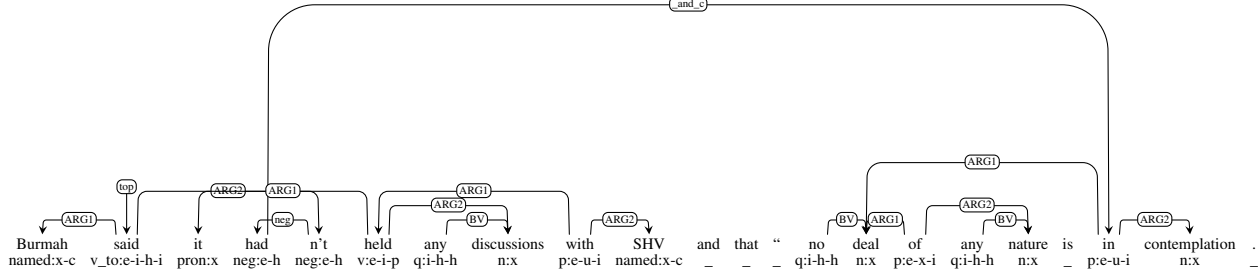 _and_c
ARG1
top
ARG2 ARG1 ARG1
neg ARG2 BV ARG2 BV ARG1 ARG2 BV ARG2
Burmah said it had n't held any discussions with SHV and that “ no deal of any nature is in contemplation .
named:x-c v_to:e-i-h-i pron:x neg:e-h neg:e-h v:e-i-p q:i-h-h n:x p:e-u-i named:x-c _ _ _ q:i-h-h n:x p:e-x-i q:i-h-h n:x _ p:e-u-i n:x _